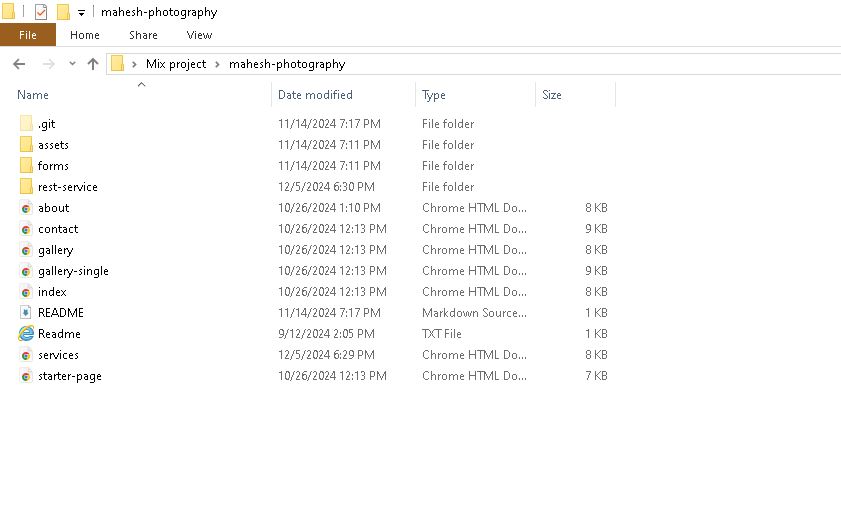 mahesh-photography
File Home Share View
Mix project mahesh-photography
Name Date modified Type Size
.git 11/14/2024 7:17 PM File folder
assets 11/14/2024 7:11 PM File folder
forms 11/14/2024 7:11 PM File folder
rest-service 12/5/2024 6:30 PM File folder
about 10/26/2024 1:10 PM Chrome HTML Do... 8 KB
contact 10/26/2024 12:13 PM Chrome HTML Do... 9 KB
gallery 10/26/2024 12:13 PM Chrome HTML Do... 8 KB
gallery-single 10/26/2024 12:13 PM Chrome HTML Do... 9 KB
index 10/26/2024 12:13 PM Chrome HTML Do... 8 KB
README 11/14/2024 7:17 PM Markdown Source... 1 KB
Readme 9/12/2024 2:05 PM TXT File 1 KB
services 12/5/2024 6:29 PM Chrome HTML Do... 8 KB
starter-page 10/26/2024 12:13 PM Chrome HTML Do... 7 KB